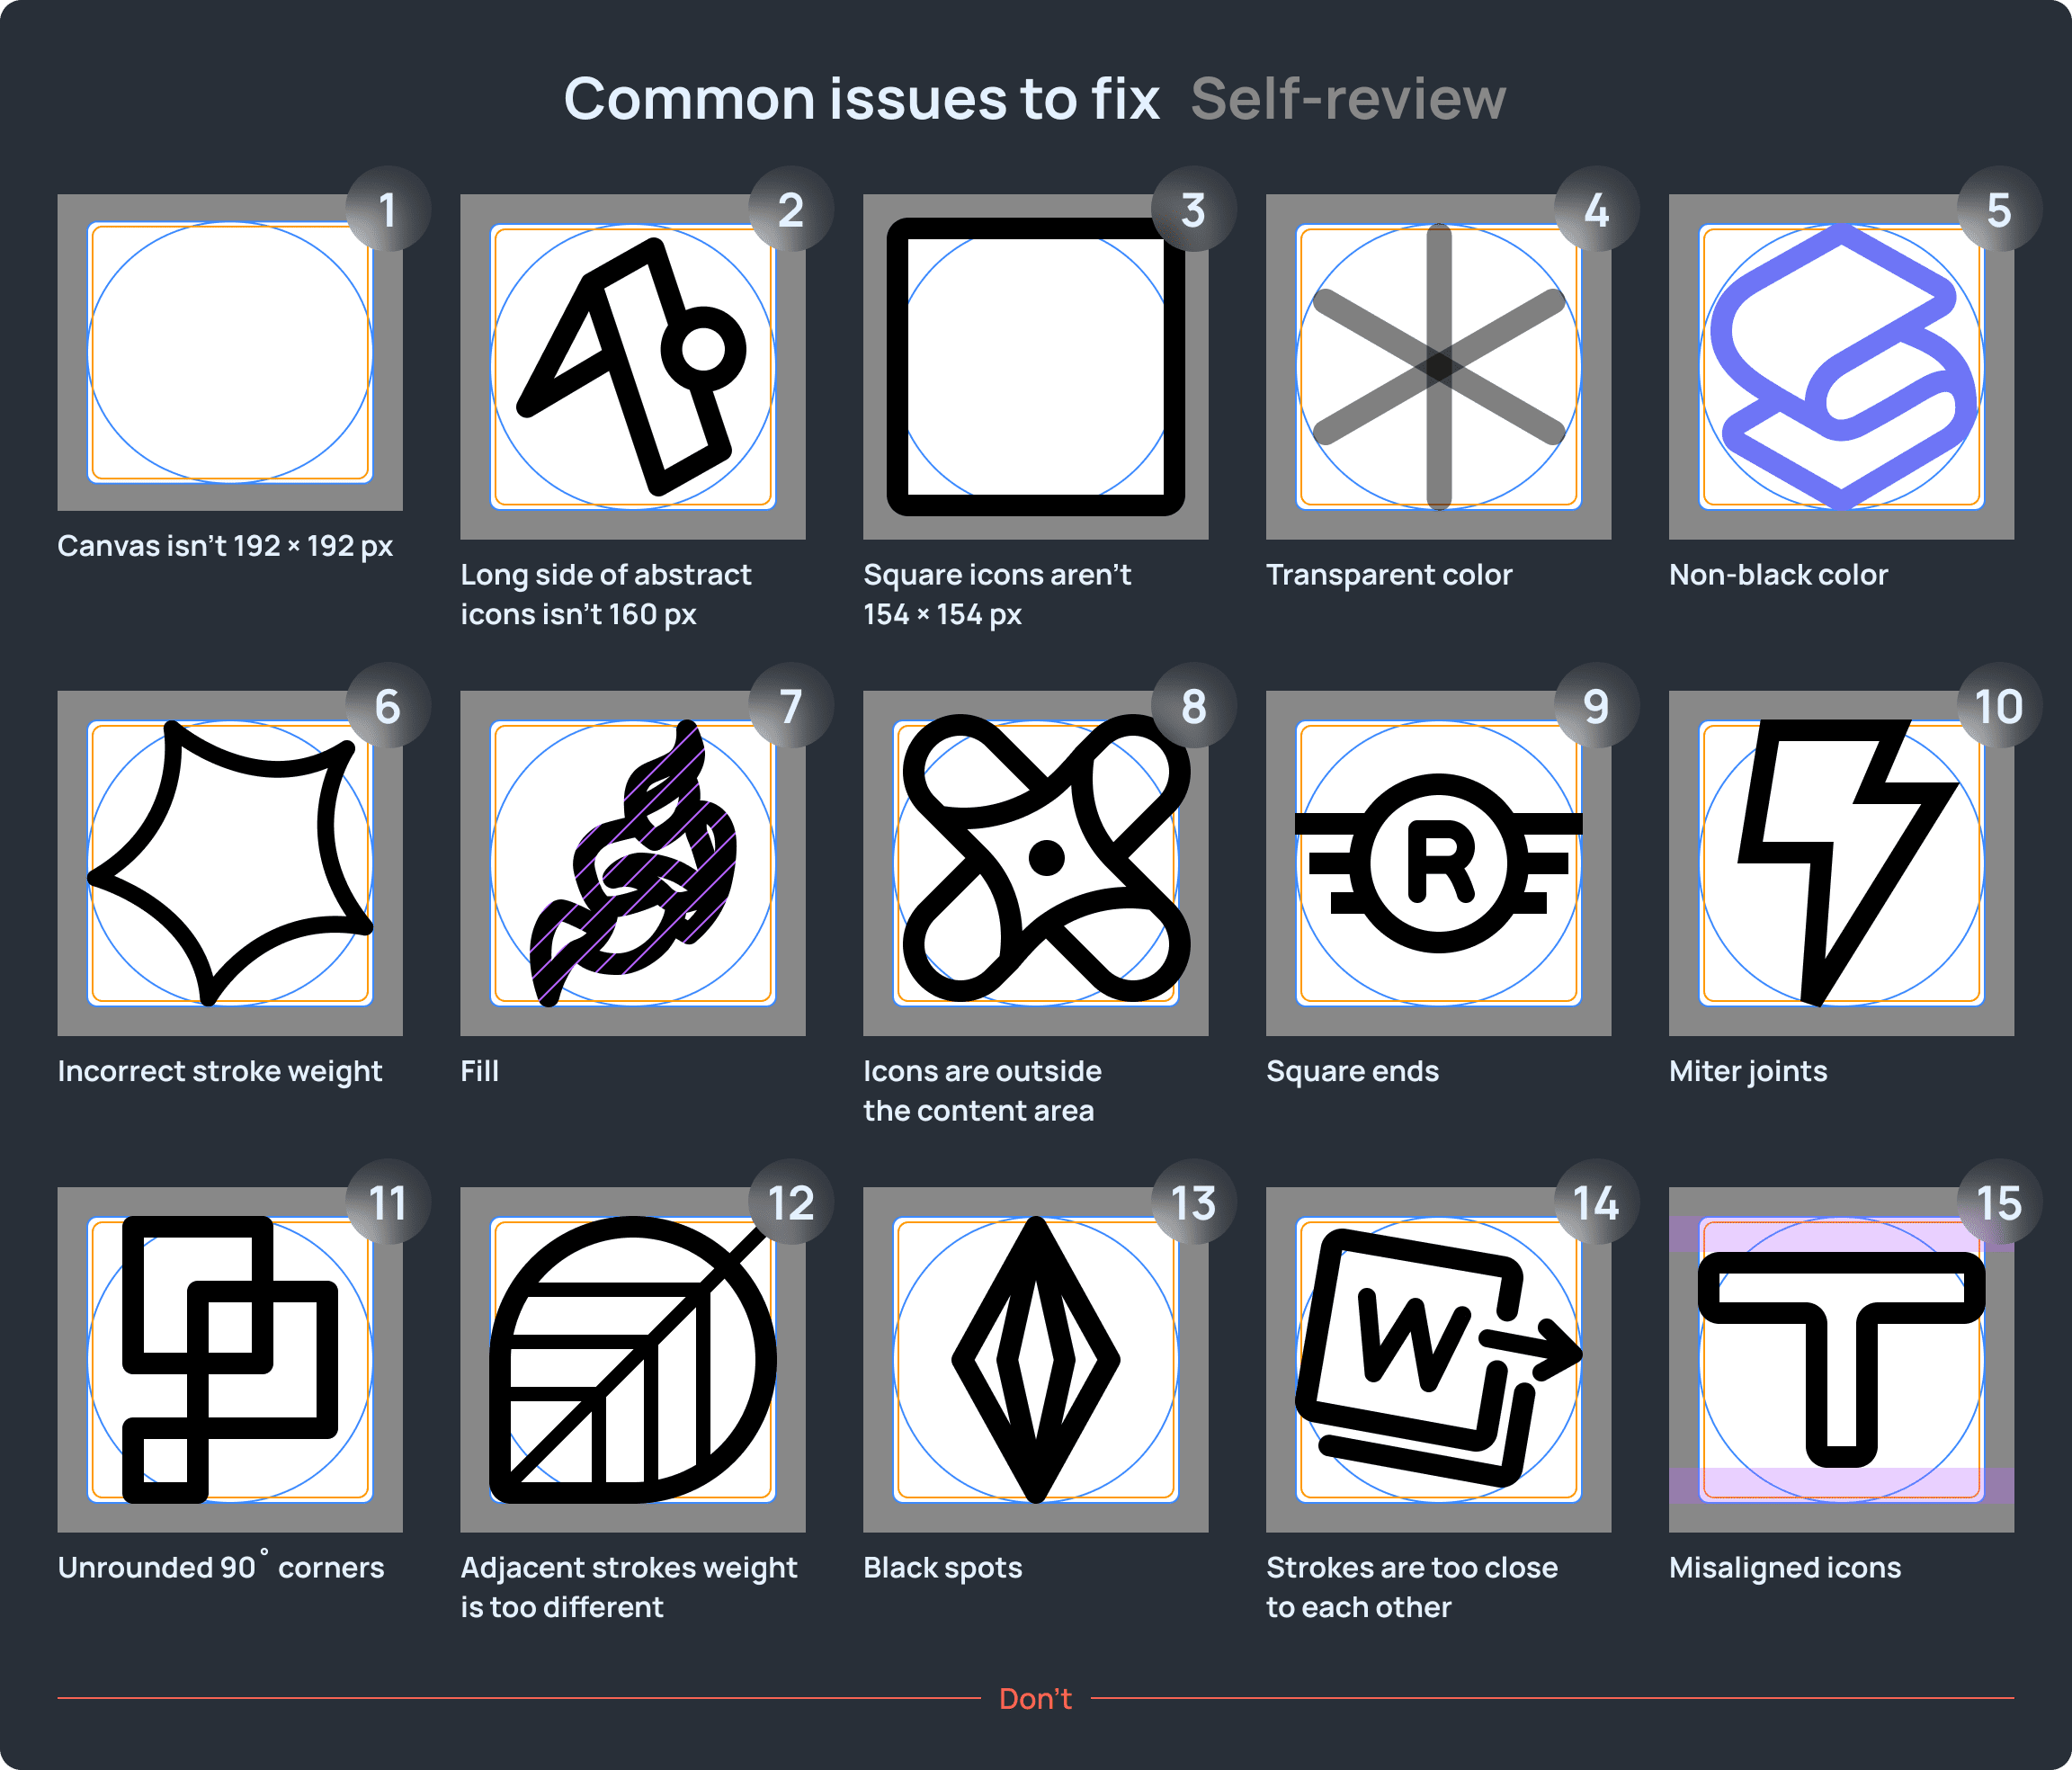 Common issues to fix Self-review
1
2
3
4
5
Canvas isn't 192 × 192 px
Long side of abstract
icons isn't 160 px
Square icons aren't
154 × 154 px
Transparent color
Non-black color
6
7
8
9
10
R
Incorrect stroke weight
Fill
Icons are outside
the content area
Square ends
Miter joints
11
12
13
14
15
W
T
Unrounded 90˚ corners
Adjacent strokes weight
is too different
Black spots
Strokes are too close
to each other
Misaligned icons
Don't